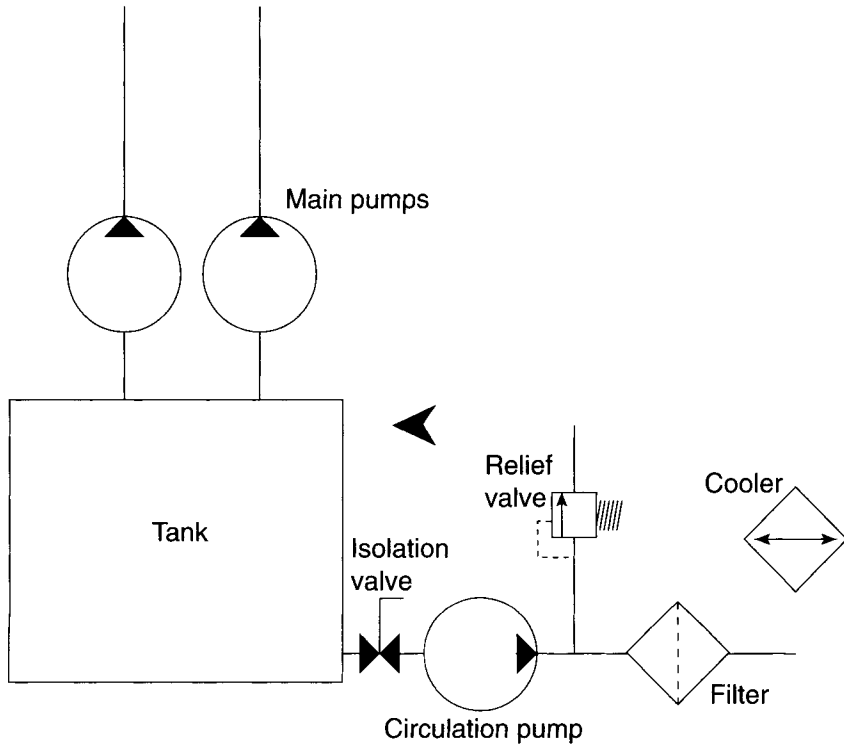 Main pumps
Relief
valve
Cooler
Tank
Isolation
valve
Filter
Circulation pump